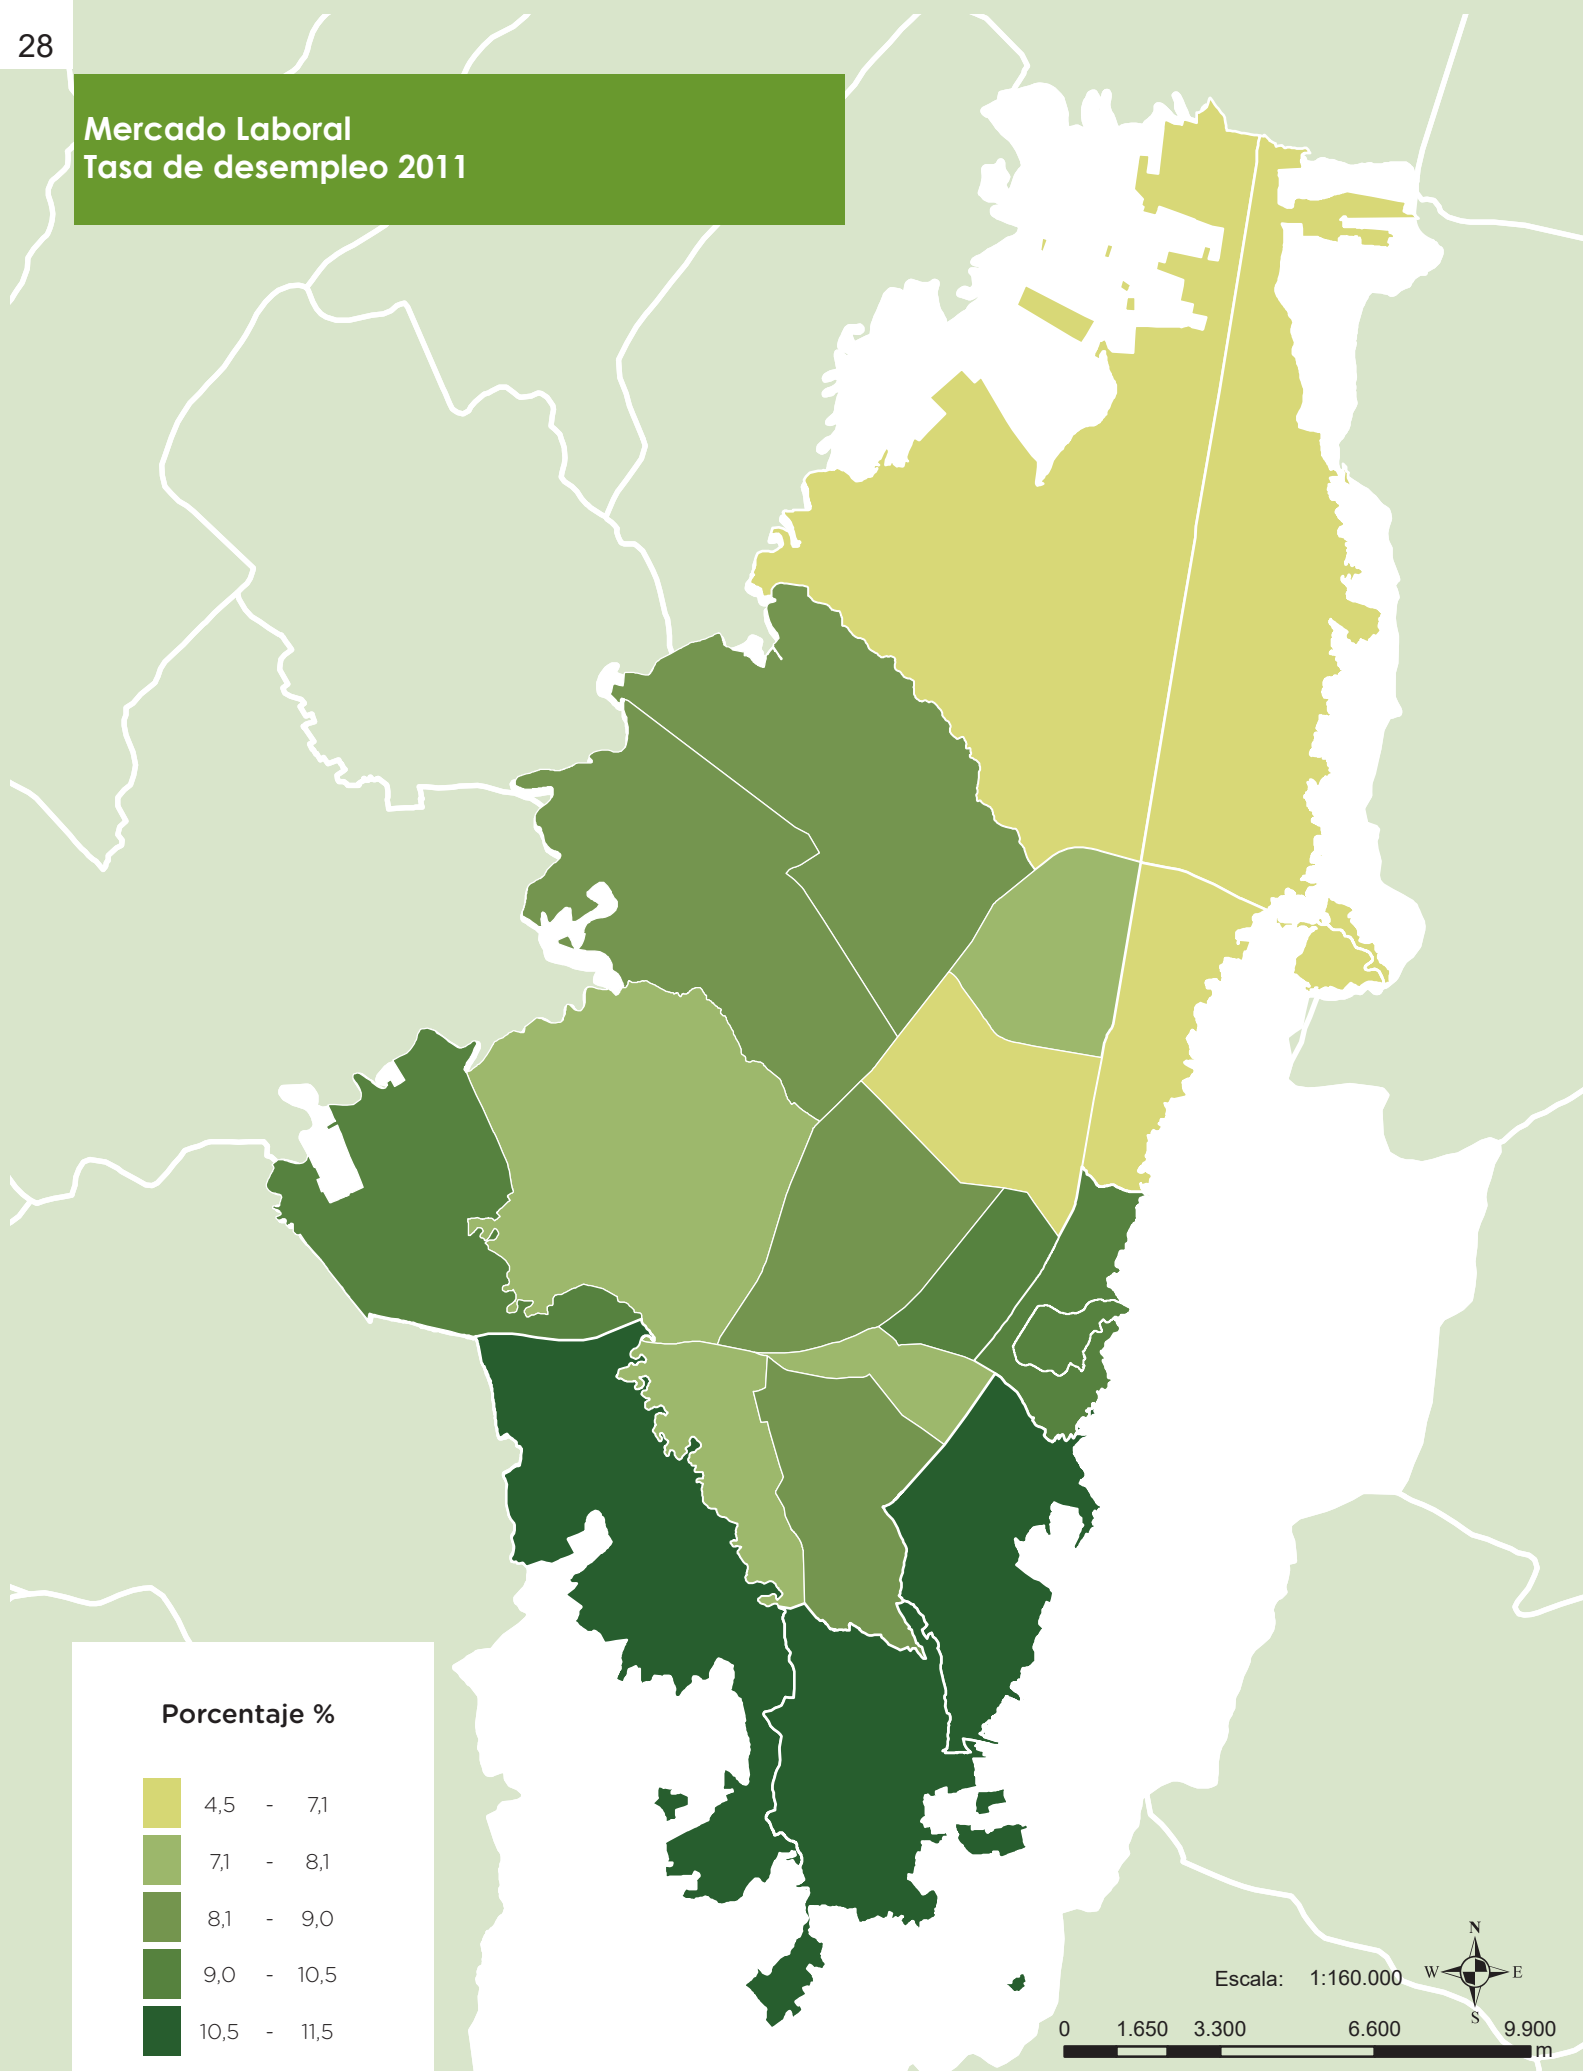 28
Mercado Laboral
Tasa de desempleo 2011
Porcentaje %
4,5 - 7,1
7,1 - 8,1
8,1 - 9,0
9,0 - 10,5
10,5 - 11,5
Escala: 1:160.000
N
W E
S
0 1.650 3.300 6.600 9.900
m